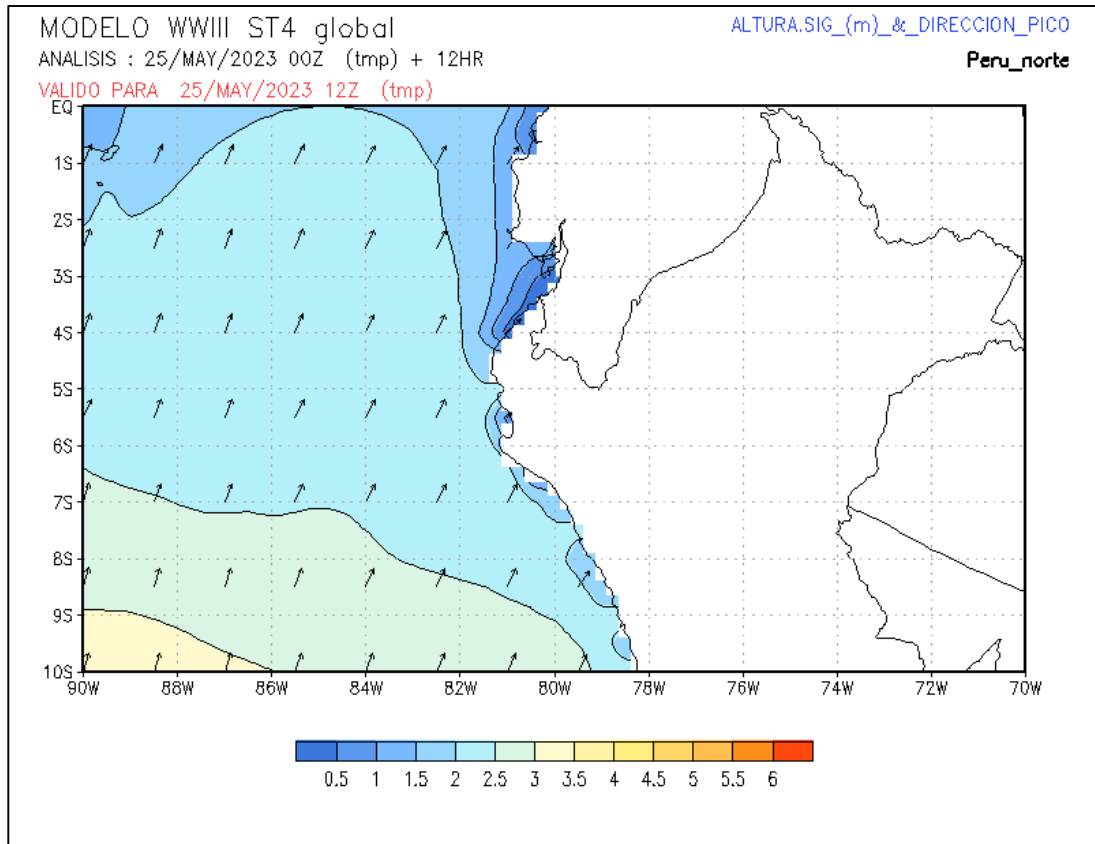 MODELO WWIII ST4 global
ALTURA.SIG_(m)_&_DIRECCION_PICO
ANALISIS : 25/MAY/2023 00Z (tmp) + 12HR
Peru_norte
VALIDO PARA 25/MAY/2023 12Z (tmp)
EQ
1S
2S
3S
4S
5S
6S
7S
8S
9S
10S
90W 88W 86W 84W 82W 80W 78W 76W 74W 72W 70W
0.5 1 1.5 2 2.5 3 3.5 4 4.5 5 5.5 6